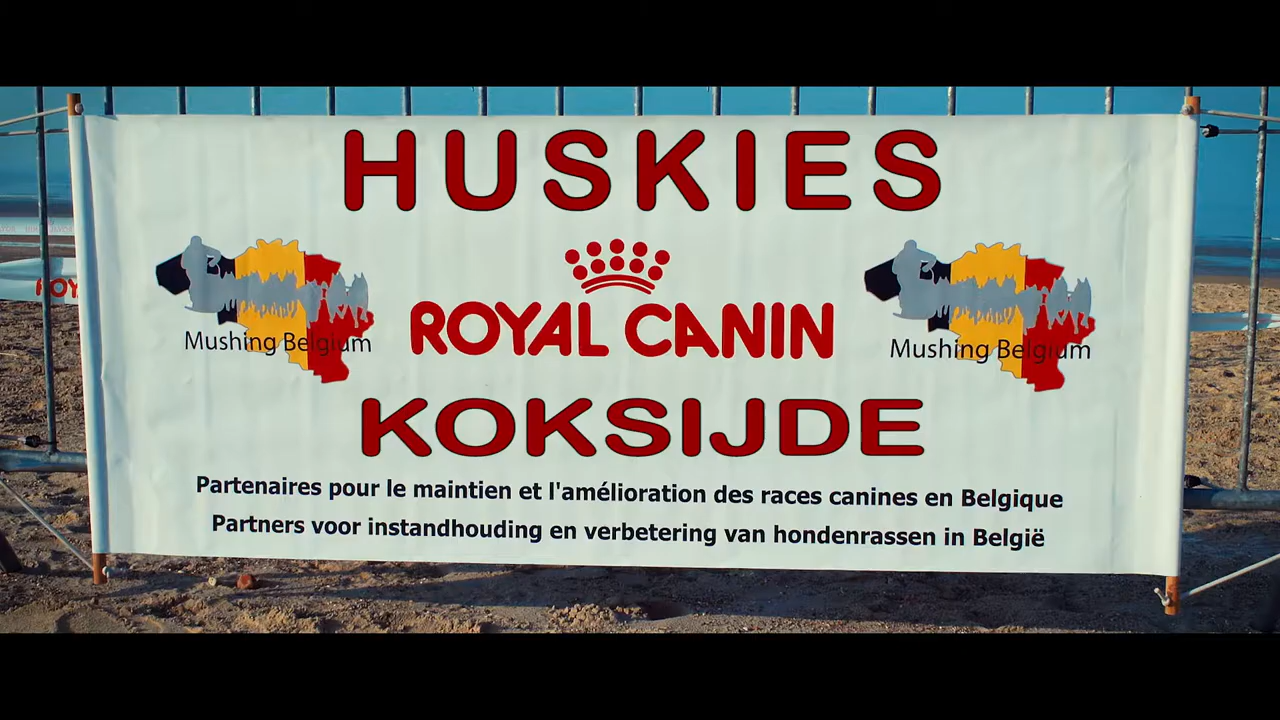 HUSKIES
ROYAL CANIN
Mushing Belgium
Mushing Belgium
KOKSIJDE
Partenaires pour le maintien et l'amélioration des races canines en Belgique
Partners voor instandhouding en verbetering van hondenrassen in België
ROY